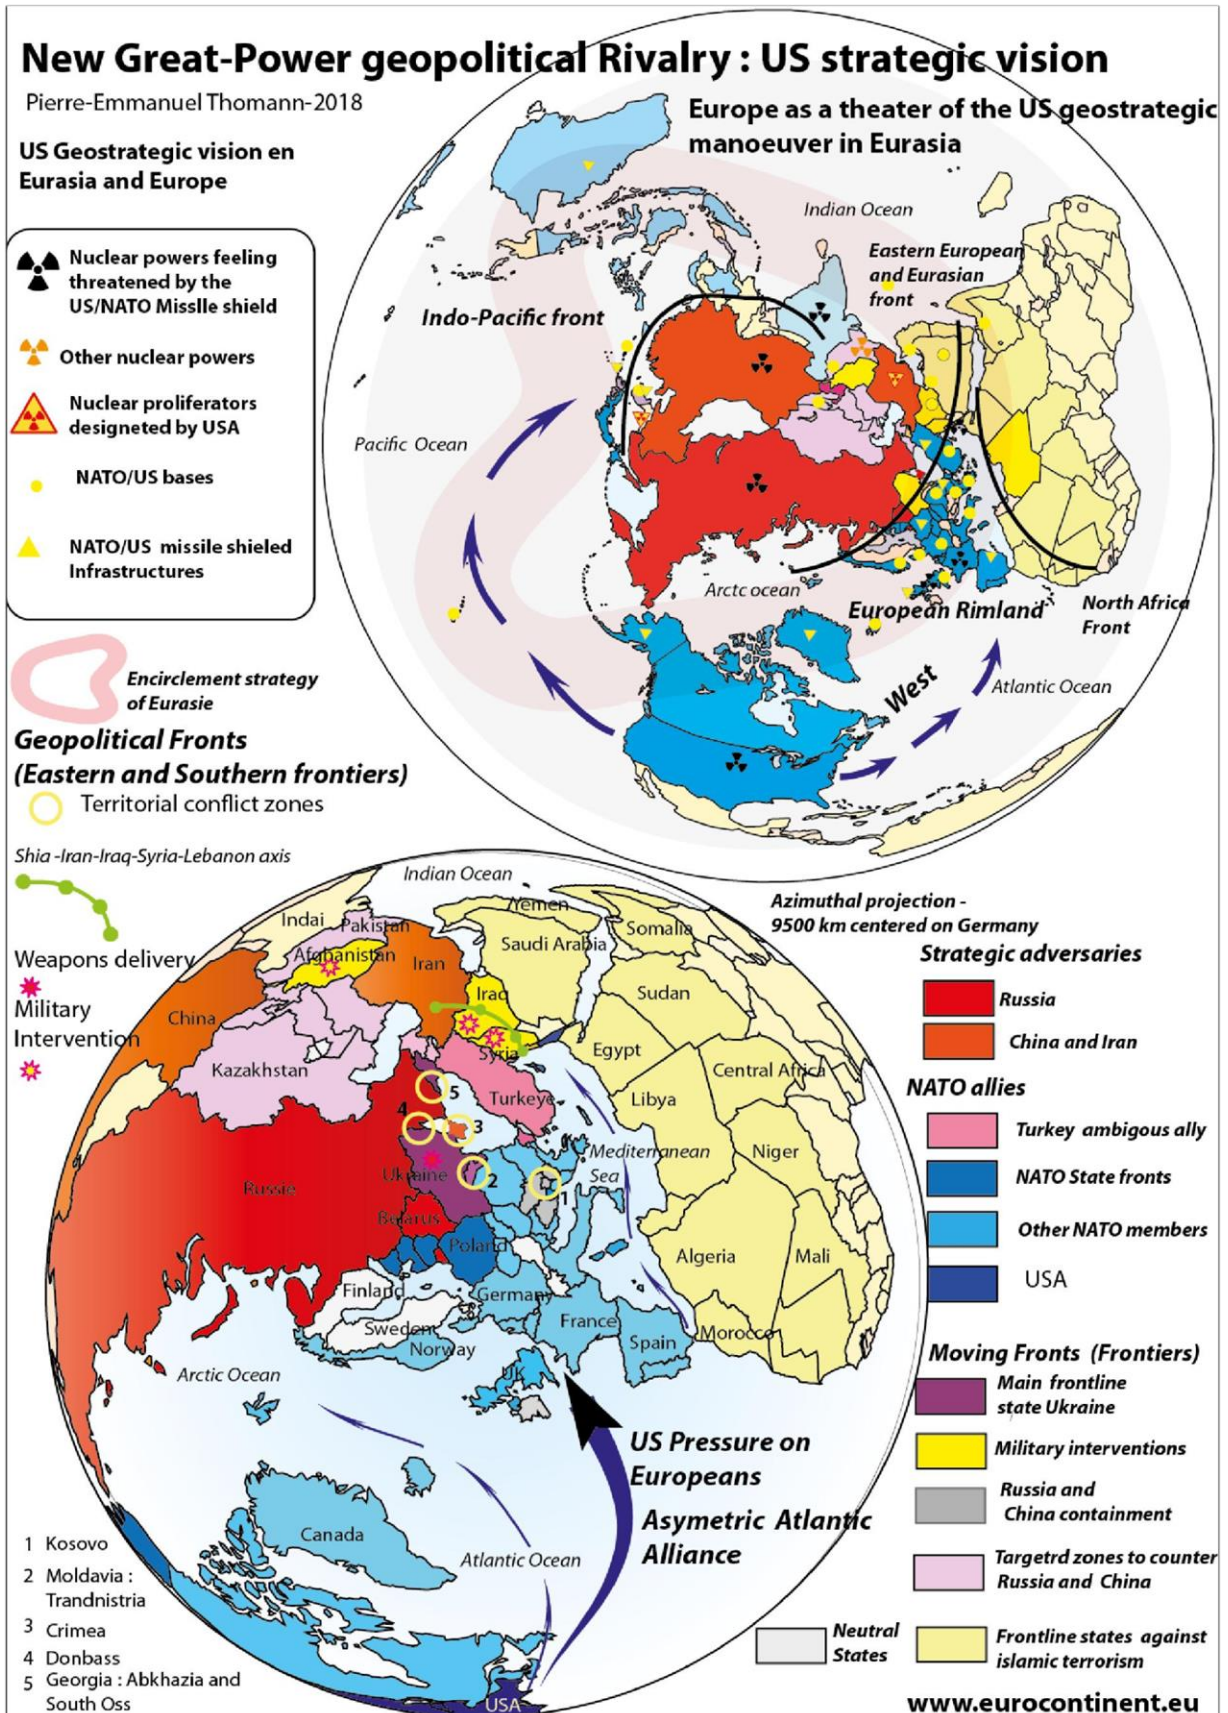 New Great-Power geopolitical Rivalry : US strategic vision
Pierre-Emmanuel Thomann-2018
Europe as a theater of the US geostrategic
manoeuver in Eurasia
US Geostrategic vision en
Eurasia and Europe
Nuclear powers feeling
threatened by the
US/NATO Misslle shield
Other nuclear powers
Nuclear proliferators
designeted by USA
NATO/US bases
NATO/US missile shieled
Infrastructures
Indian Ocean
Eastern European
and Eurasian
front
Indo-Pacific front
Pacific Ocean
Arctc ocean
European Rimland
North Africa
Front
West
Atlantic Ocean
Encirclement strategy
of Eurasie
Geopolitical Fronts
(Eastern and Southern frontiers)
Territorial conflict zones
Shia -Iran-Iraq-Syria-Lebanon axis
Weapons delivery
Military
Intervention
Azimuthal projection -
9500 km centered on Germany
Indian Ocean
Indai
Pakistan
Afghanistan
Iran
Iraq
Syria
Yemen
Saudi Arabia
Somalia
Sudan
China
Kazakhstan
Egypt
Central Africa
Turkeye
Libya
Niger
5
4
3
2
1
Mediterranean
Sea
Ukraine
Russie
Belarus
Poland
Algeria
Mali
Finland
Germany
Sweden
Norway
France
Spain
Morocco
UK
Arctic Ocean
US Pressure on
Europeans
Asymetric Atlantic
Alliance
Canada
Atlantic Ocean
USA
Strategic adversaries
Russia
China and Iran
NATO allies
Turkey ambigous ally
NATO State fronts
Other NATO members
USA
Moving Fronts (Frontiers)
Main frontline
state Ukraine
Military interventions
Russia and
China containment
Targetrd zones to counter
Russia and China
Neutral
States
Frontline states against
islamic terrorism
1 Kosovo
2 Moldavia :
Trandnistria
3 Crimea
4 Donbass
5 Georgia : Abkhazia and
South Oss
www.eurocontinent.eu